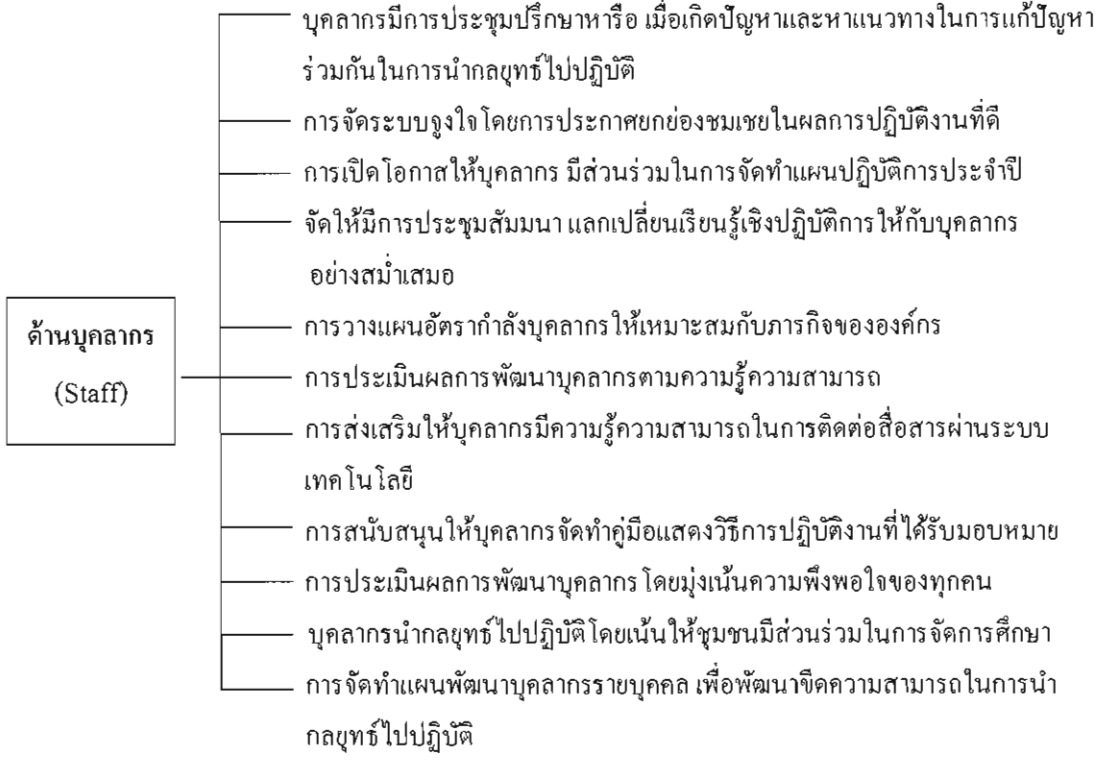 บุคลากรมีการประชุมปรึกษาหารือ เมื่อเกิดปัญหาและหาแนวทางในการแก้ปัญหา
ร่วมกันในการนำกลยุทธ์ไปปฏิบัติ
การจัดระบบจูงใจ โดยการประกาศยกย่องชมเชยในผลการปฏิบัติงานที่ดี
การเปิดโอกาสให้บุคลากร มีส่วนร่วมในการจัดทำแผนปฏิบัติการประจำปี
จัดให้มีการประชุมสัมมนา แลกเปลี่ยนเรียนรู้เชิงปฏิบัติการให้กับบุคลากร
อย่างสม่ำเสมอ
การวางแผนอัตรากำลังบุคลากรให้เหมาะสมกับภารกิจขององค์กร
ด้านบุคลากร
(Staff)
การประเมินผลการพัฒนาบุคลากรตามความรู้ความสามารถ
การส่งเสริมให้บุคลากรมีความรู้ความสามารถในการติดต่อสื่อสารผ่านระบบ
เทคโนโลยี
การสนับสนุนให้บุคลากรจัดทำคู่มือแสดงวิธีการปฏิบัติงานที่ได้รับมอบหมาย
การประเมินผลการพัฒนาบุคลากร โดยมุ่งเน้นความพึงพอใจของทุกคน
บุคลากรนำกลยุทธ์ไปปฏิบัติโดยเน้นให้ชุมชนมีส่วนร่วมในการจัดการศึกษา
การจัดทำแผนพัฒนาบุคลากรรายบุคคล เพื่อพัฒนาขีดความสามารถในการนำ
กลยุทธ์ไปปฏิบัติ